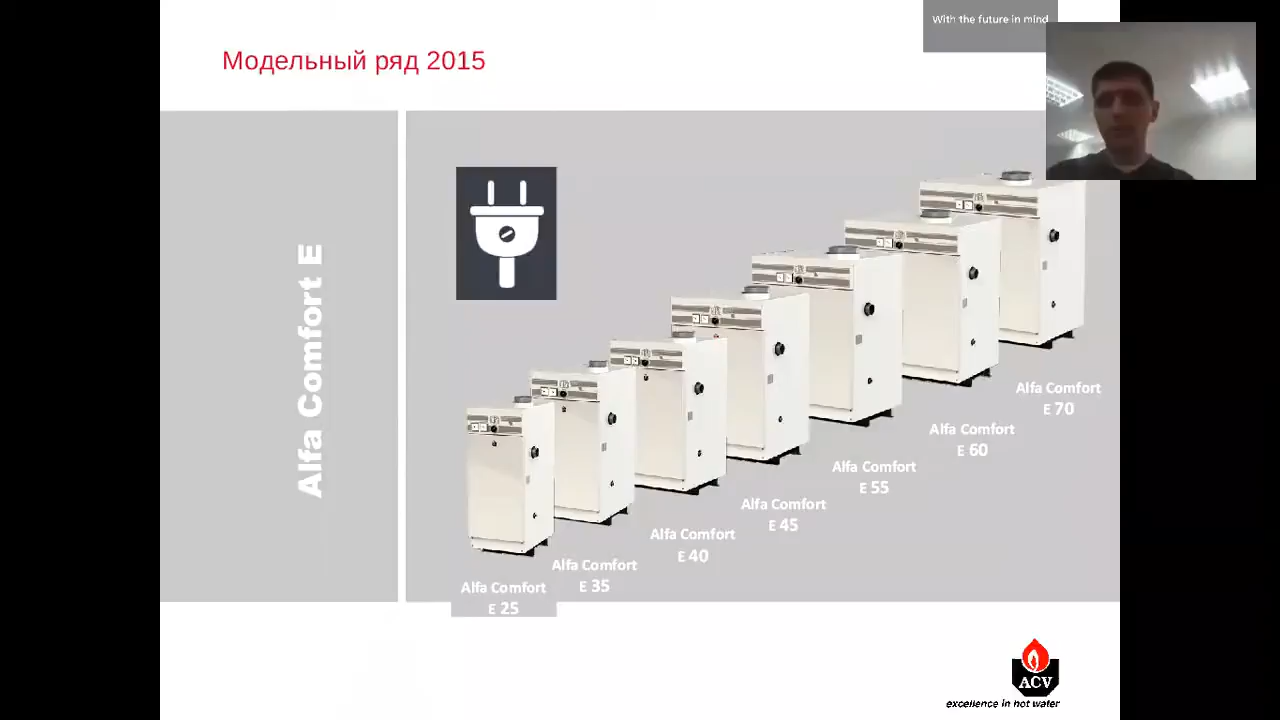 With the future in mind
Модельный ряд 2015
Alfa Comfort E
Alfa Comfort
E 70
Alfa Comfort
E 60
Alfa Comfort
E 55
Alfa Comfort
E 45
Alfa Comfort
E 40
Alfa Comfort
E 35
Alfa Comfort
E 25
ACV
excellence in hot water